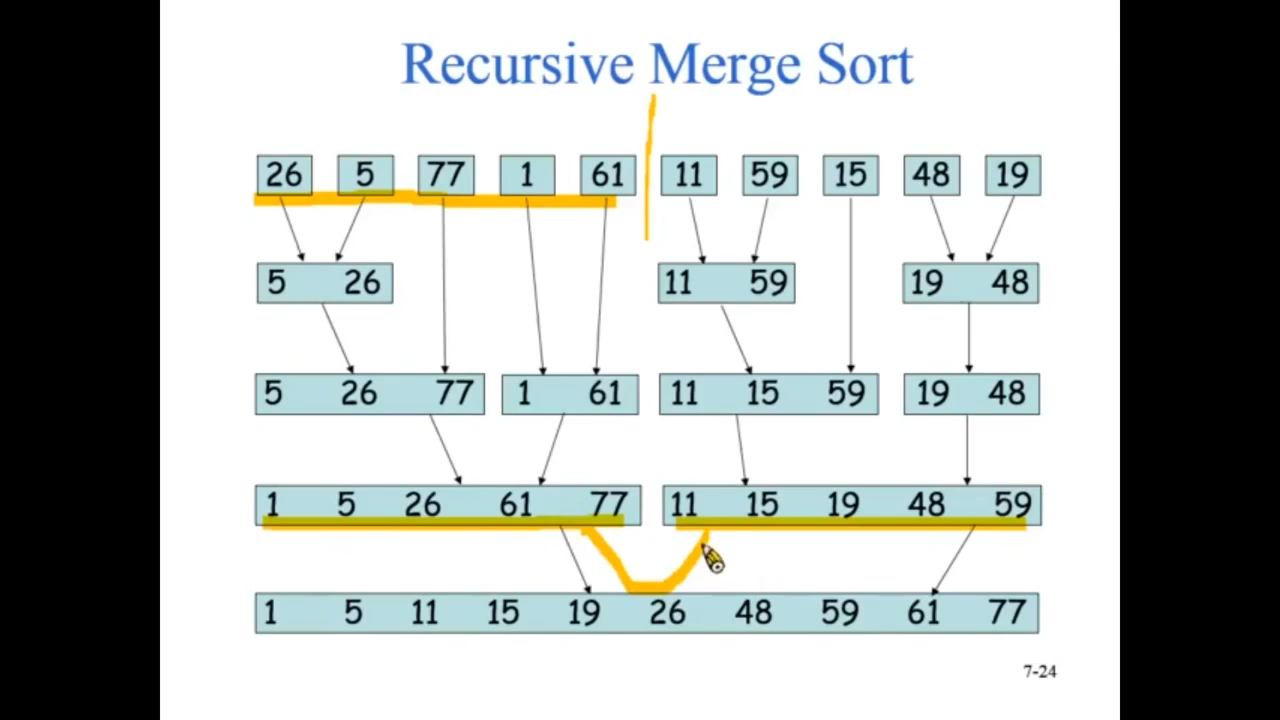 Recursive Merge Sort
26 5 77 1 61 11 59 15 48 19
5 26 11 59 19 48
5 26 77 1 61 11 15 59 19 48
1 5 26 61 77 11 15 19 48 59
1 5 11 15 19 26 48 59 61 77
7-24